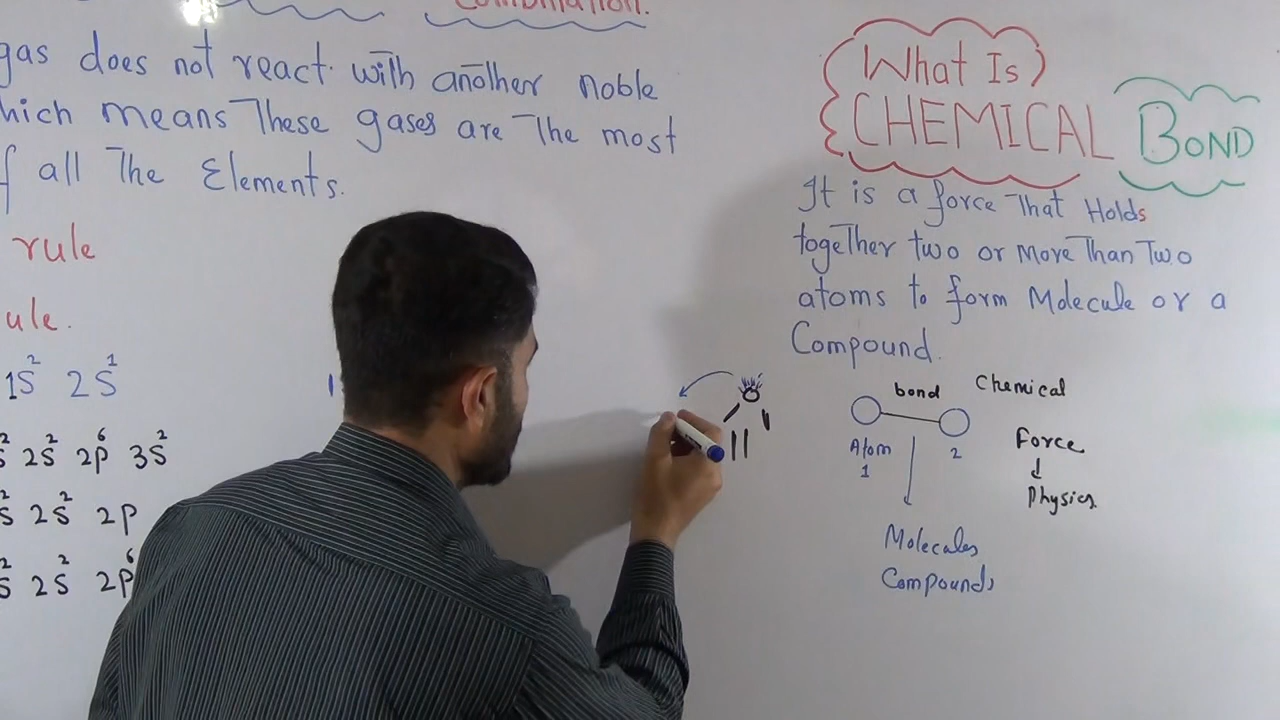 Combination.
gas does not react with another noble
which means These gases are The most
f all The Elements.
rule
ule.
1S² 2S¹
S² 2S² 2P⁶ 3S²
S² 2S² 2P
S² 2S² 2P⁶
What Is
CHEMICAL BOND
It is a force That Holds
together two or More Than Two
atoms to form Molecule or a
Compound.
bond Chemical
Atom
1
2
Force
Physics
Molecules
Compounds